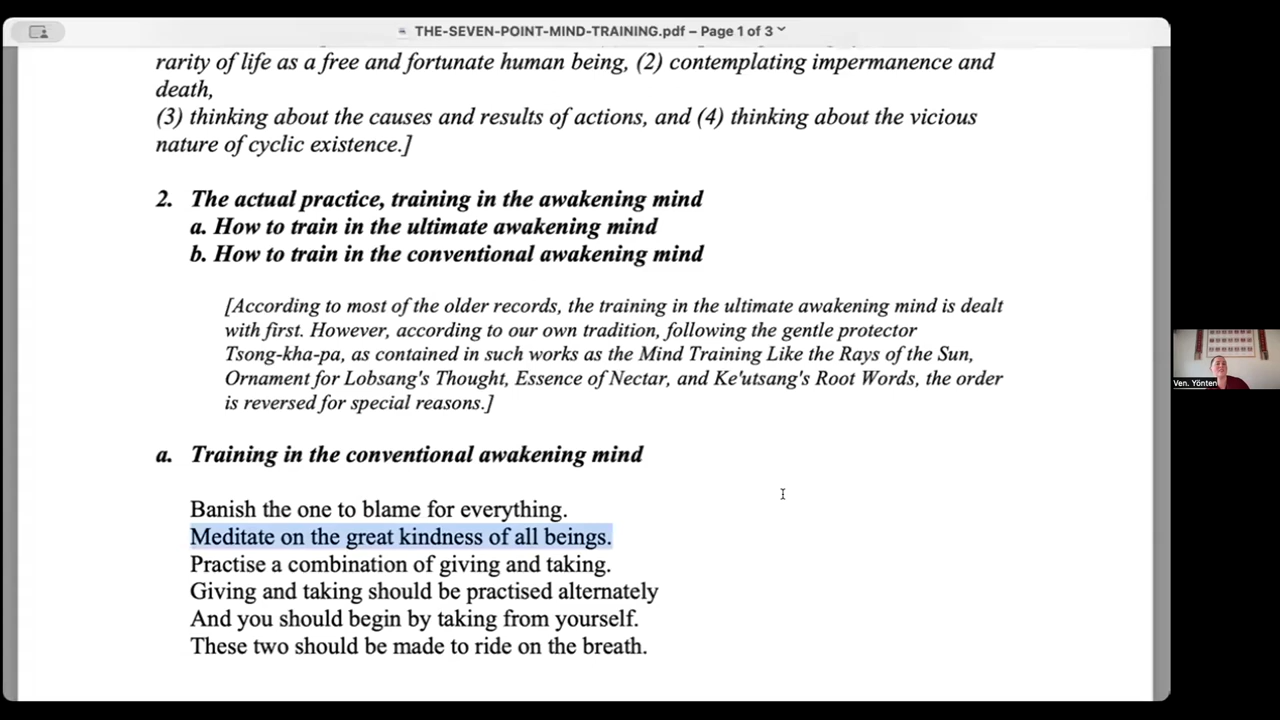 THE-SEVEN-POINT-MIND-TRAINING.pdf – Page 1 of 3
rarity of life as a free and fortunate human being, (2) contemplating impermanence and
death,
(3) thinking about the causes and results of actions, and (4) thinking about the vicious
nature of cyclic existence.]
2. The actual practice, training in the awakening mind
a. How to train in the ultimate awakening mind
b. How to train in the conventional awakening mind
[According to most of the older records, the training in the ultimate awakening mind is dealt
with first. However, according to our own tradition, following the gentle protector
Tsong-kha-pa, as contained in such works as the Mind Training Like the Rays of the Sun,
Ornament for Lobsang's Thought, Essence of Nectar, and Ke'utsang's Root Words, the order
is reversed for special reasons.]
a. Training in the conventional awakening mind
Banish the one to blame for everything.
Meditate on the great kindness of all beings.
Practise a combination of giving and taking.
Giving and taking should be practised alternately
And you should begin by taking from yourself.
These two should be made to ride on the breath.
Ven. Yönten